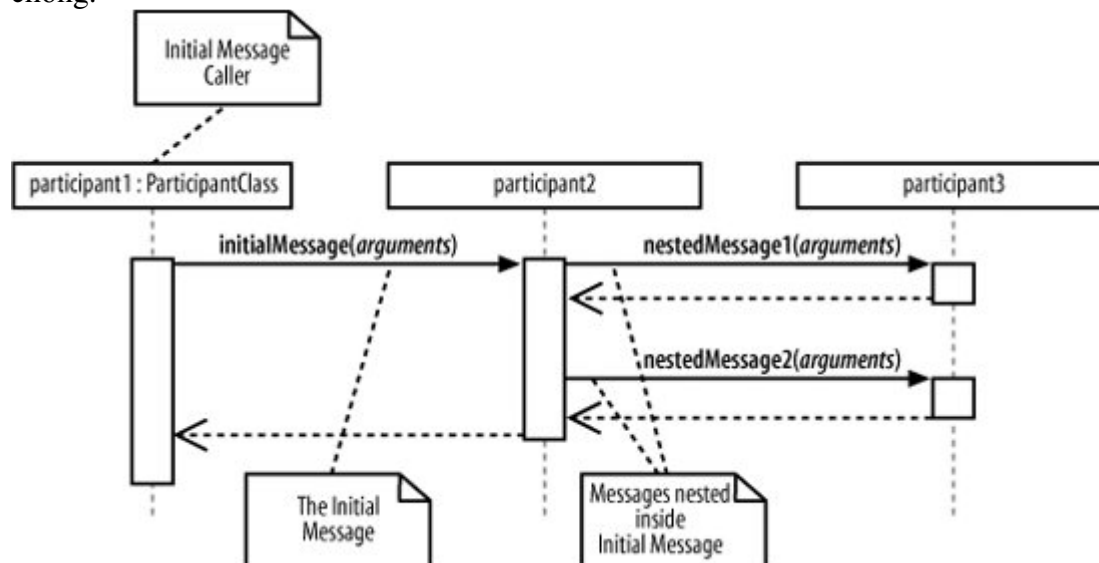 Initial Message
Caller
participant1 : ParticipantClass
participant2
participant3
initialMessage(arguments)
nestedMessage1(arguments)
nestedMessage2(arguments)
The Initial
Message
Messages nested
inside
Initial Message